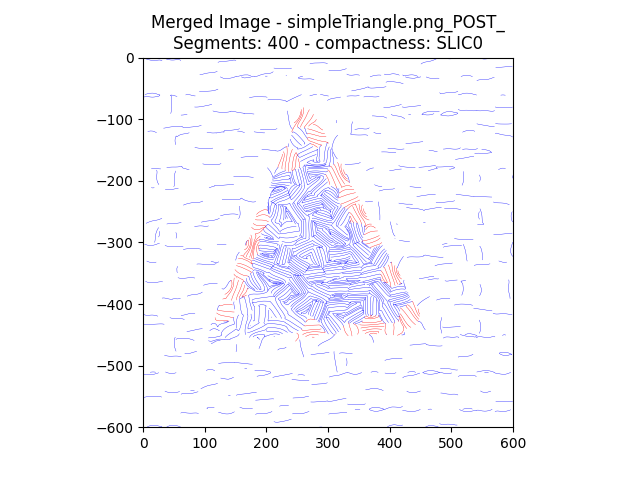 Merged Image - simpleTriangle.png_POST_
Segments: 400 - compactness: SLIC0
0
−100
−200
−300
−400
−500
−600
0 100 200 300 400 500 600